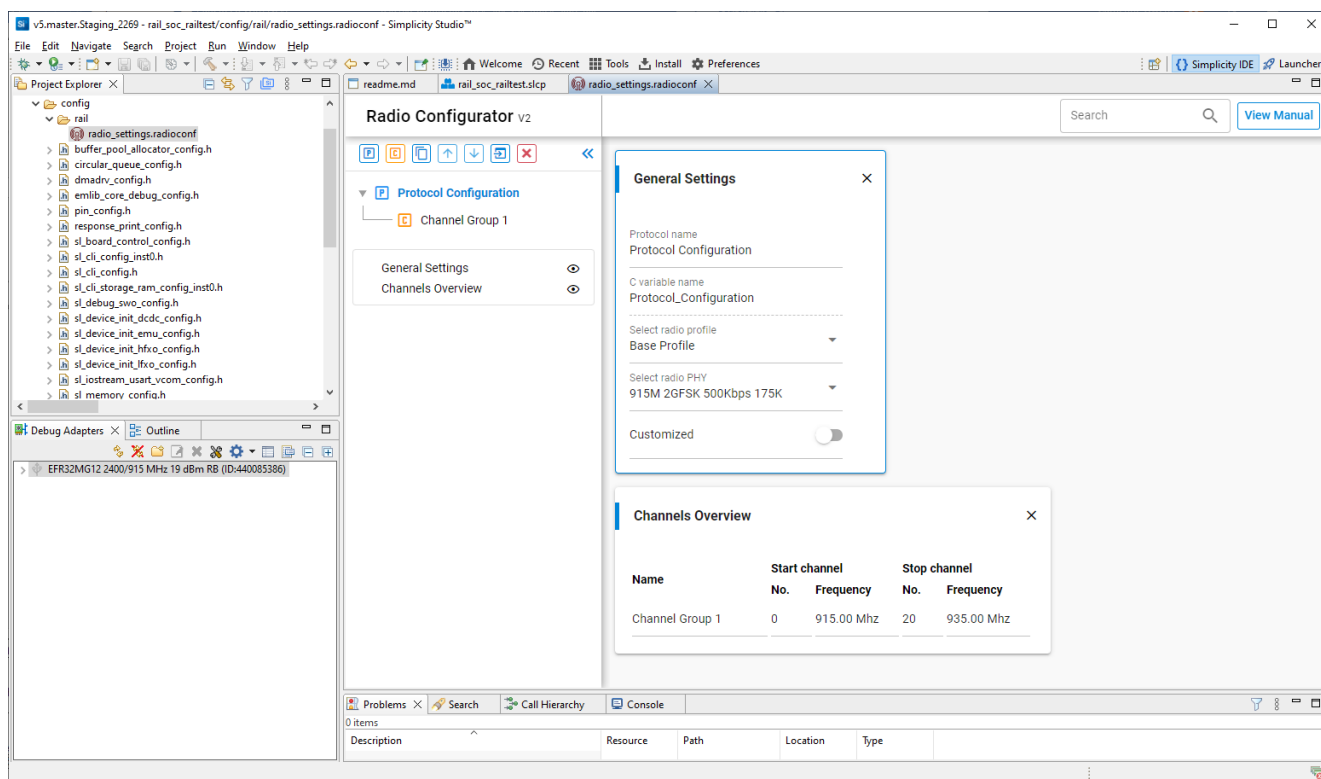 v5.master.Staging_2269 - rail_soc_railtest/config/rail/radio_settings.radioconf - Simplicity Studio™
File Edit Navigate Search Project Run Window Help
Welcome Recent Tools Install Preferences
Simplicity IDE Launcher
Project Explorer
config
rail
radio_settings.radioconf
buffer_pool_allocator_config.h
circular_queue_config.h
dmadrv_config.h
emlib_core_debug_config.h
pin_config.h
response_print_config.h
sl_board_control_config.h
sl_cli_config_inst0.h
sl_cli_config.h
sl_cli_storage_ram_config_inst0.h
sl_debug_swo_config.h
sl_device_init_dcdc_config.h
sl_device_init_emu_config.h
sl_device_init_hfxo_config.h
sl_device_init_lfxo_config.h
sl_iostream_usart_vcom_config.h
sl_memory_config.h
Debug Adapters Outline
EFR32MG12 2400/915 MHz 19 dBm RB (ID:440085386)
readme.md rail_soc_railtest.slcp radio_settings.radioconf
Radio Configurator V2
Search
View Manual
Protocol Configuration
Channel Group 1
General Settings
Channels Overview
General Settings
Protocol name
Protocol Configuration
C variable name
Protocol_Configuration
Select radio profile
Base Profile
Select radio PHY
915M 2GFSK 500Kbps 175K
Customized
Channels Overview
Start channel Stop channel
Name
No. Frequency No. Frequency
Channel Group 1 0 915.00 Mhz 20 935.00 Mhz
Problems Search Call Hierarchy Console
0 items
Description Resource Path Location Type